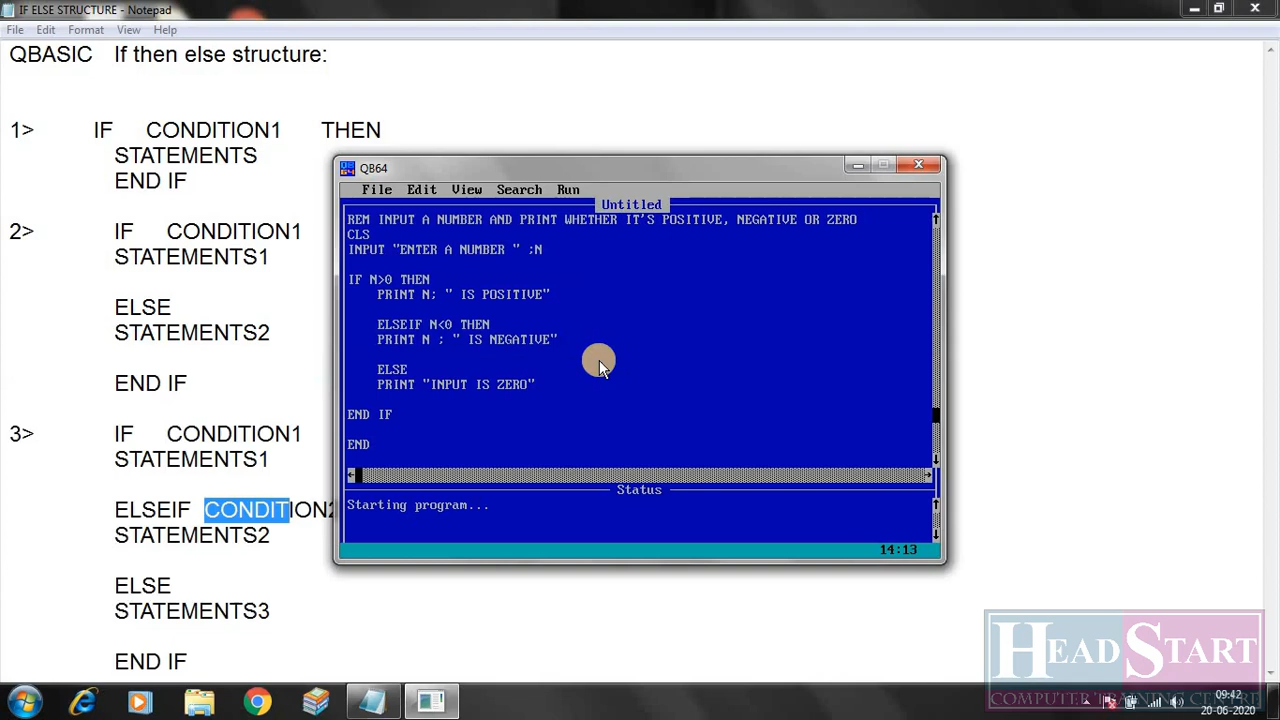 IF ELSE STRUCTURE - Notepad
File Edit Format View Help
QBASIC If then else structure:
1> IF CONDITION1 THEN
STATEMENTS
END IF
2> IF CONDITION1
STATEMENTS1
ELSE
STATEMENTS2
END IF
3> IF CONDITION1
STATEMENTS1
ELSEIF CONDITION2
STATEMENTS2
ELSE
STATEMENTS3
END IF
QB64
File Edit View Search Run
Untitled
REM INPUT A NUMBER AND PRINT WHETHER IT'S POSITIVE, NEGATIVE OR ZERO
CLS
INPUT "ENTER A NUMBER " ;N
IF N>0 THEN
PRINT N; " IS POSITIVE"
ELSEIF N<0 THEN
PRINT N ; " IS NEGATIVE"
ELSE
PRINT "INPUT IS ZERO"
END IF
END
Status
Starting program...
14:13
HEADSTART
COMPUTER TRAINING CENTRE
09:42
20-06-2020